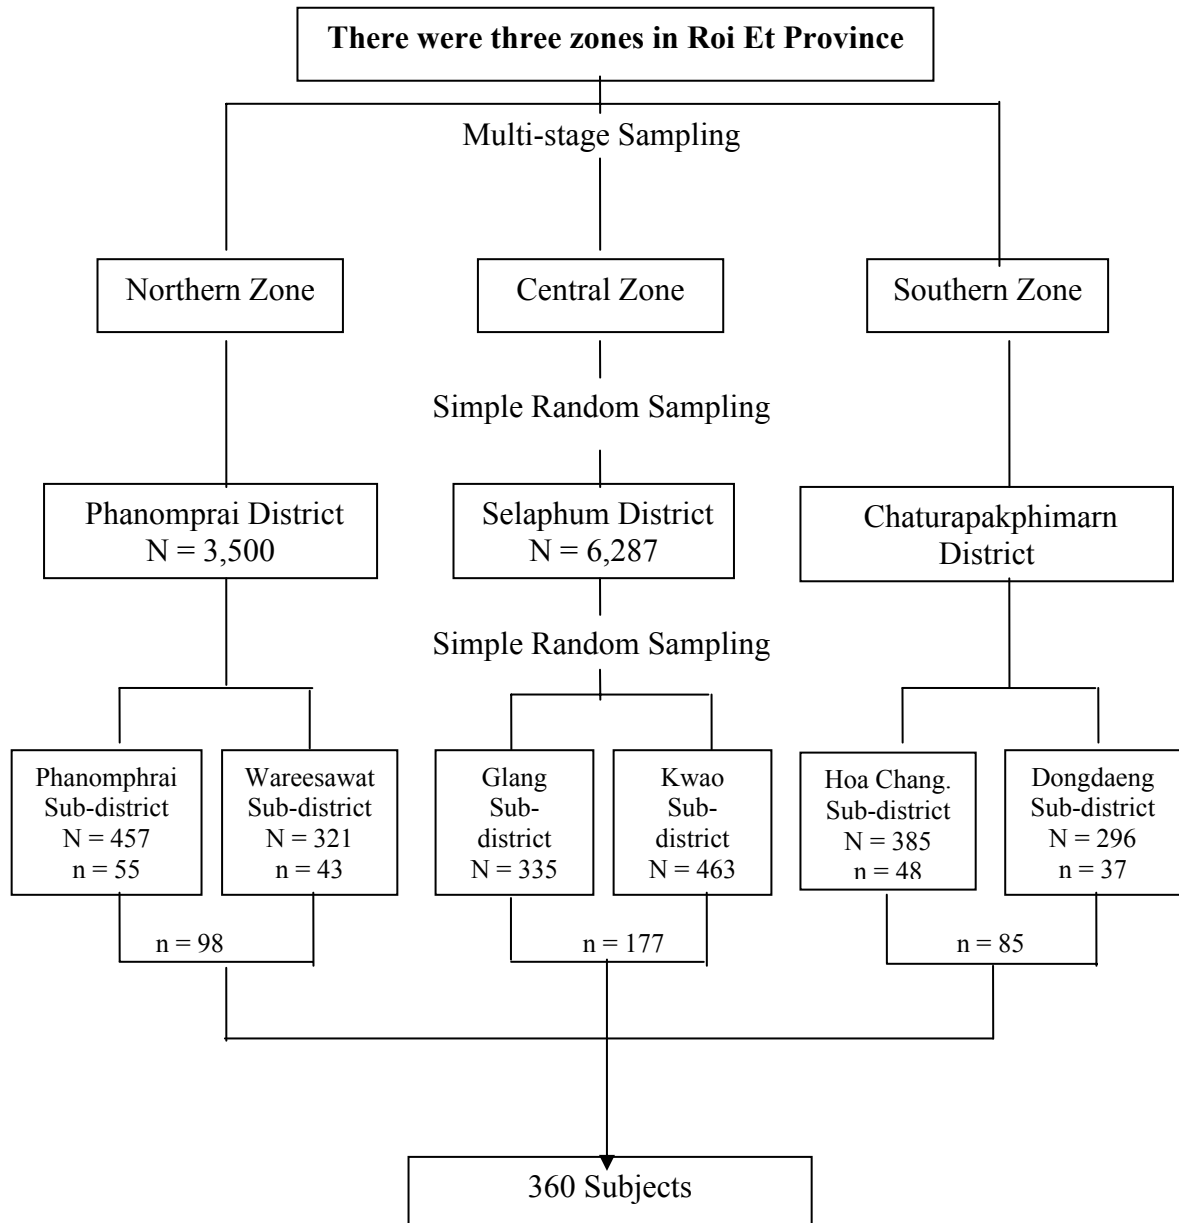 There were three zones in Roi Et Province
Multi-stage Sampling
Northern Zone
Central Zone
Southern Zone
Simple Random Sampling
Phanomprai District
N = 3,500
Selaphum District
N = 6,287
Chaturapakphimarn
District
Simple Random Sampling
Phanomphrai
Sub-district
N = 457
n = 55
Wareesawat
Sub-district
N = 321
n = 43
Glang
Sub-
district
N = 335
Kwao
Sub-
district
N = 463
Hoa Chang.
Sub-district
N = 385
n = 48
Dongdaeng
Sub-district
N = 296
n = 37
n = 98
n = 177
n = 85
360 Subjects